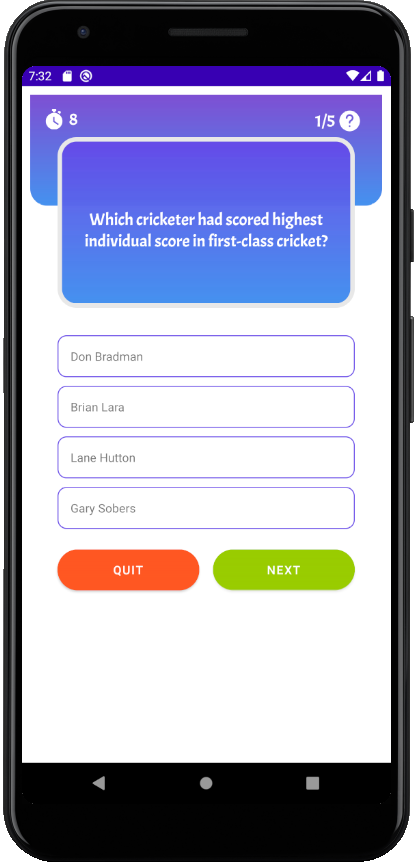 7:32
8
1/5 ?
Which cricketer had scored highest
individual score in first-class cricket?
Don Bradman
Brian Lara
Lane Hutton
Gary Sobers
QUIT NEXT